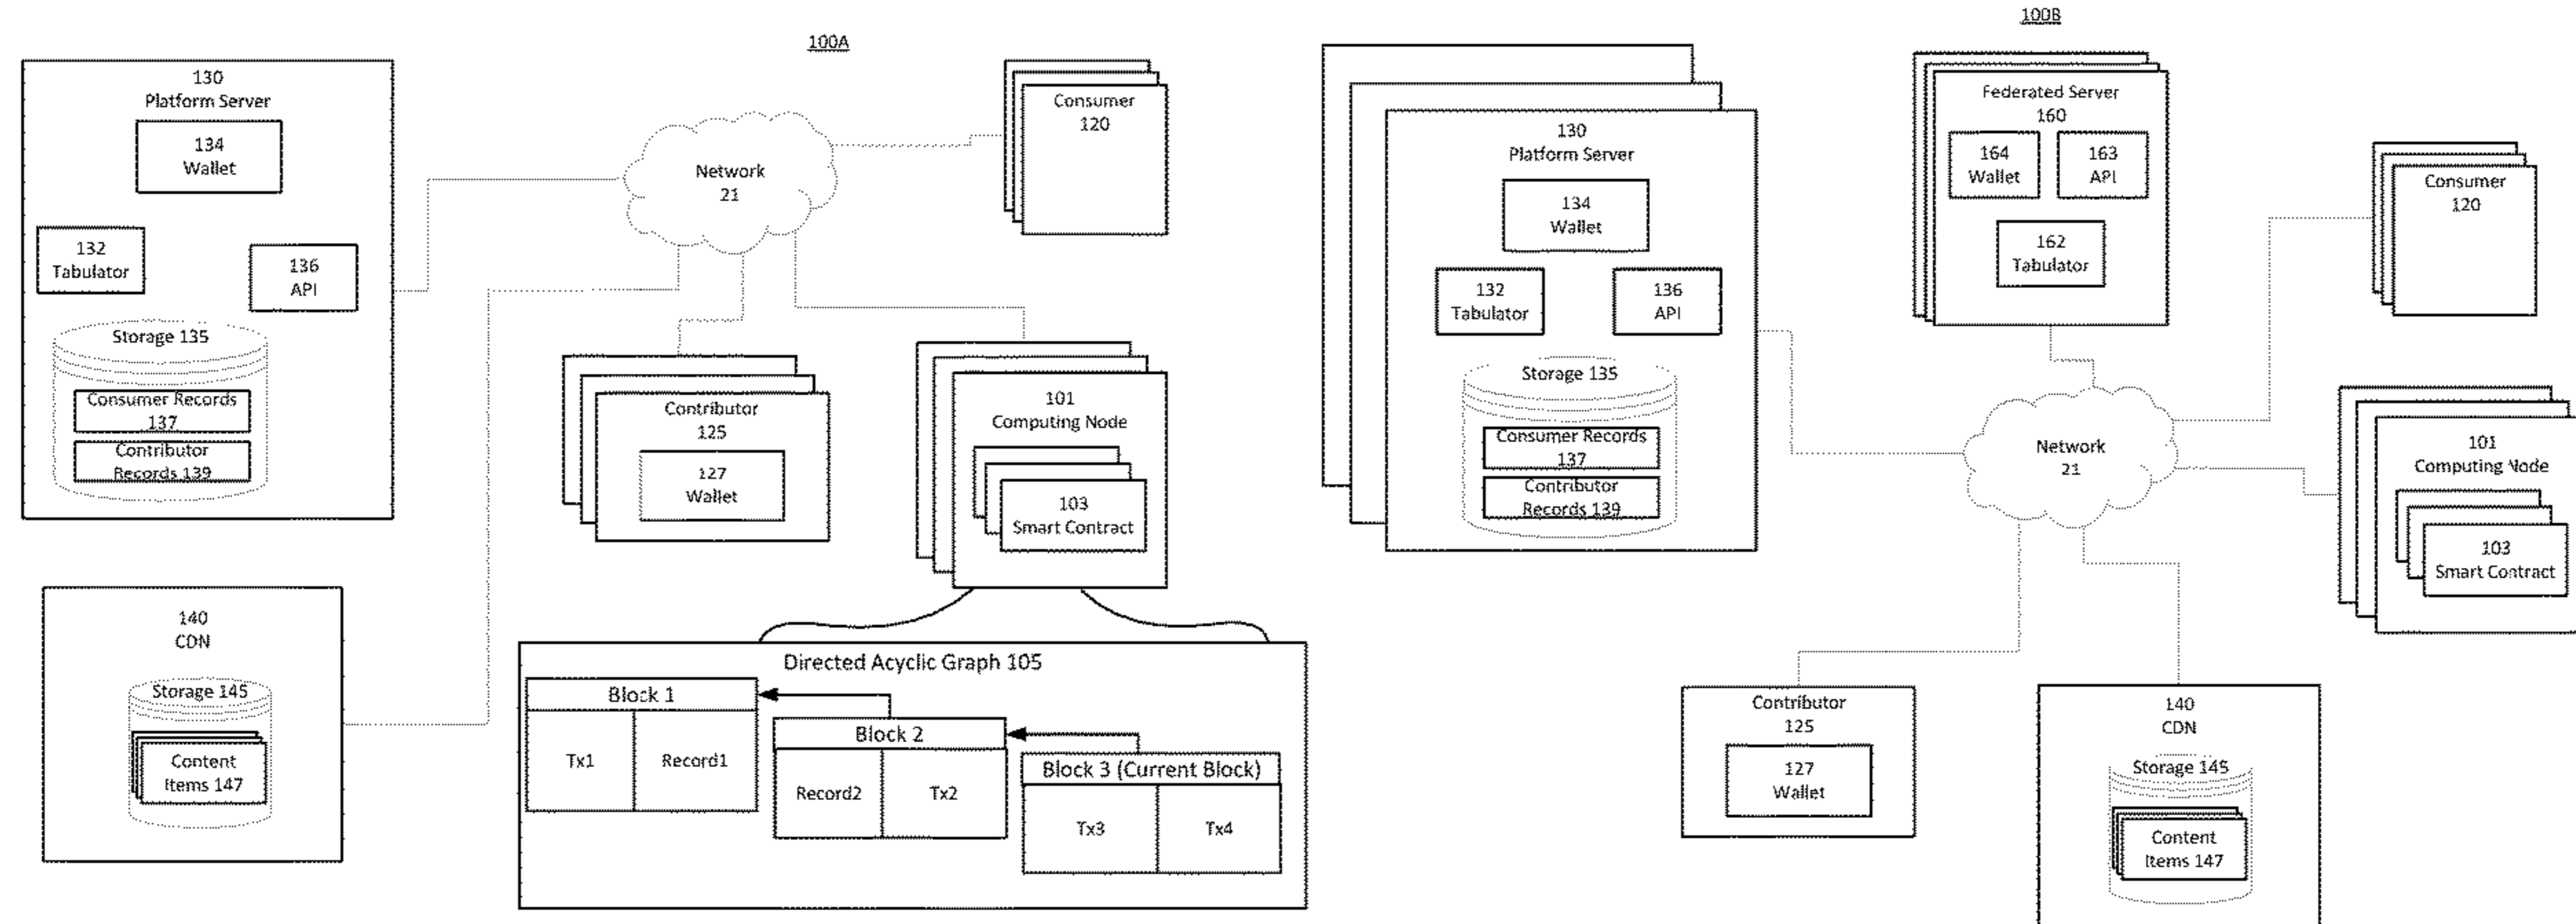 100A
130
Platform Server
134
Wallet
132
Tabulator
136
API
Storage 135
Consumer Records
137
Contributor
Records 139
140
CDN
Storage 145
Content
Items 147
Network
21
Consumer
120
Contributor
125
127
Wallet
101
Computing Node
103
Smart Contract
Directed Acyclic Graph 105
Block 1
Tx1
Record1
Block 2
Record2
Tx2
Block 3 (Current Block)
Tx3
Tx4
100B
130
Platform Server
134
Wallet
132
Tabulator
136
API
Storage 135
Consumer Records
137
Contributor
Records 139
Federated Server
160
164
Wallet
163
API
162
Tabulator
Consumer
120
Network
21
101
Computing Node
103
Smart Contract
Contributor
125
127
Wallet
140
CDN
Storage 145
Content
Items 147